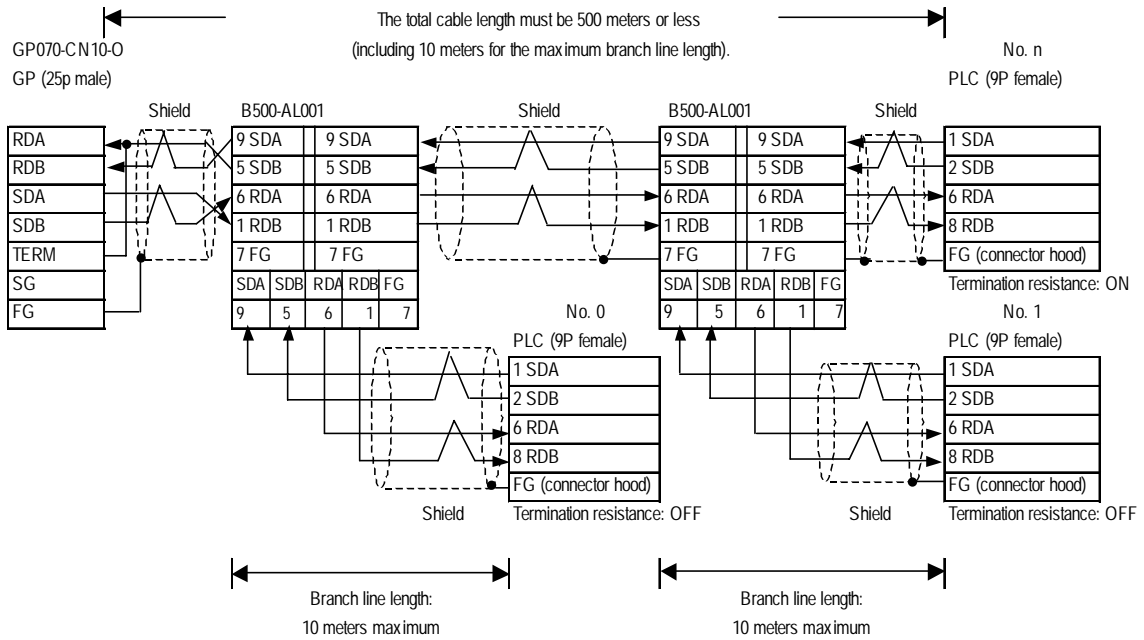 The total cable length must be 500 meters or less
(including 10 meters for the maximum branch line length).
GP070-CN10-O
GP (25p male)
No. n
PLC (9P female)
Shield
B500-AL001
Shield
B500-AL001
Shield
RDA
RDB
SDA
SDB
TERM
SG
FG
9 SDA 9 SDA
5 SDB 5 SDB
6 RDA 6 RDA
1 RDB 1 RDB
7 FG 7 FG
SDA SDB RDA RDB FG
9 5 6 1 7
9 SDA 9 SDA
5 SDB 5 SDB
6 RDA 6 RDA
1 RDB 1 RDB
7 FG 7 FG
SDA SDB RDA RDB FG
9 5 6 1 7
1 SDA
2 SDB
6 RDA
8 RDB
FG (connector hood)
Termination resistance: ON
No. 0
PLC (9P female)
1 SDA
2 SDB
6 RDA
8 RDB
FG (connector hood)
Shield
Termination resistance: OFF
No. 1
PLC (9P female)
1 SDA
2 SDB
6 RDA
8 RDB
FG (connector hood)
Shield
Termination resistance: OFF
Branch line length:
10 meters maximum
Branch line length:
10 meters maximum